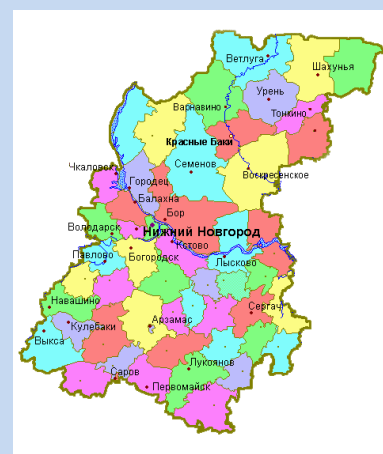 Ветлуга
Шахунья
Урень
Варнавино
Тонкино
Красные Баки
Семенов
Воскресенское
Чкаловск
Городец
Балахна
Бор
Володарск
Нижний Новгород
Кстово
Павлово
Богородск
Лысково
Навашино
Сергач
Кулебаки
Арзамас
Выкса
Лукоянов
Саров
Первомайск